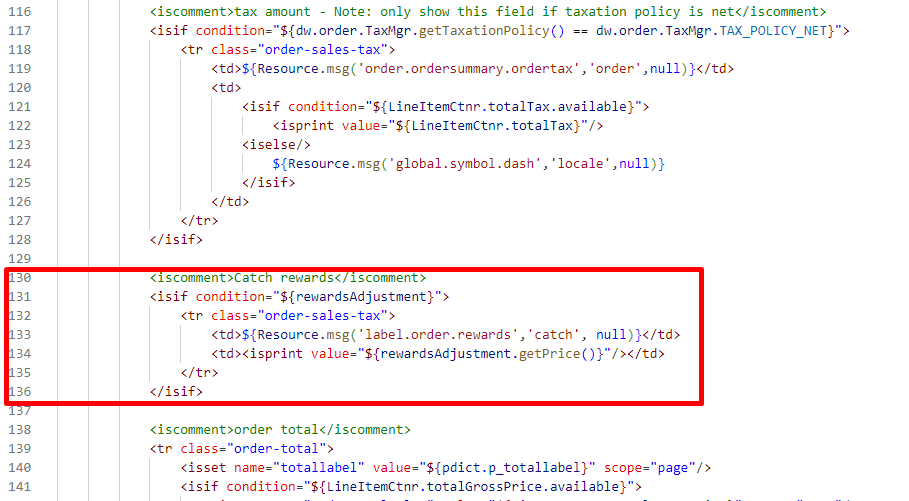 116 <iscomment>tax amount - Note: only show this field if taxation policy is net</iscomment>
117 <isif condition="${dw.order.TaxMgr.getTaxationPolicy() == dw.order.TaxMgr.TAX_POLICY_NET}">
118 <tr class="order-sales-tax">
119 <td>${Resource.msg('order.ordersummary.ordertax','order',null)}</td>
120 <td>
121 <isif condition="${LineItemCtnr.totalTax.available}">
122 <isprint value="${LineItemCtnr.totalTax}"/>
123 <iselse/>
124 ${Resource.msg('global.symbol.dash','locale',null)}
125 </isif>
126 </td>
127 </tr>
128 </isif>
129
130 <iscomment>Catch rewards</iscomment>
131 <isif condition="${rewardsAdjustment}">
132 <tr class="order-sales-tax">
133 <td>${Resource.msg('label.order.rewards','catch', null)}</td>
134 <td><isprint value="${rewardsAdjustment.getPrice()}"/></td>
135 </tr>
136 </isif>
137
138 <iscomment>order total</iscomment>
139 <tr class="order-total">
140 <isset name="totallabel" value="${pdict.p_totallabel}" scope="page"/>
141 <isif condition="${LineItemCtnr.totalGrossPrice.available}">